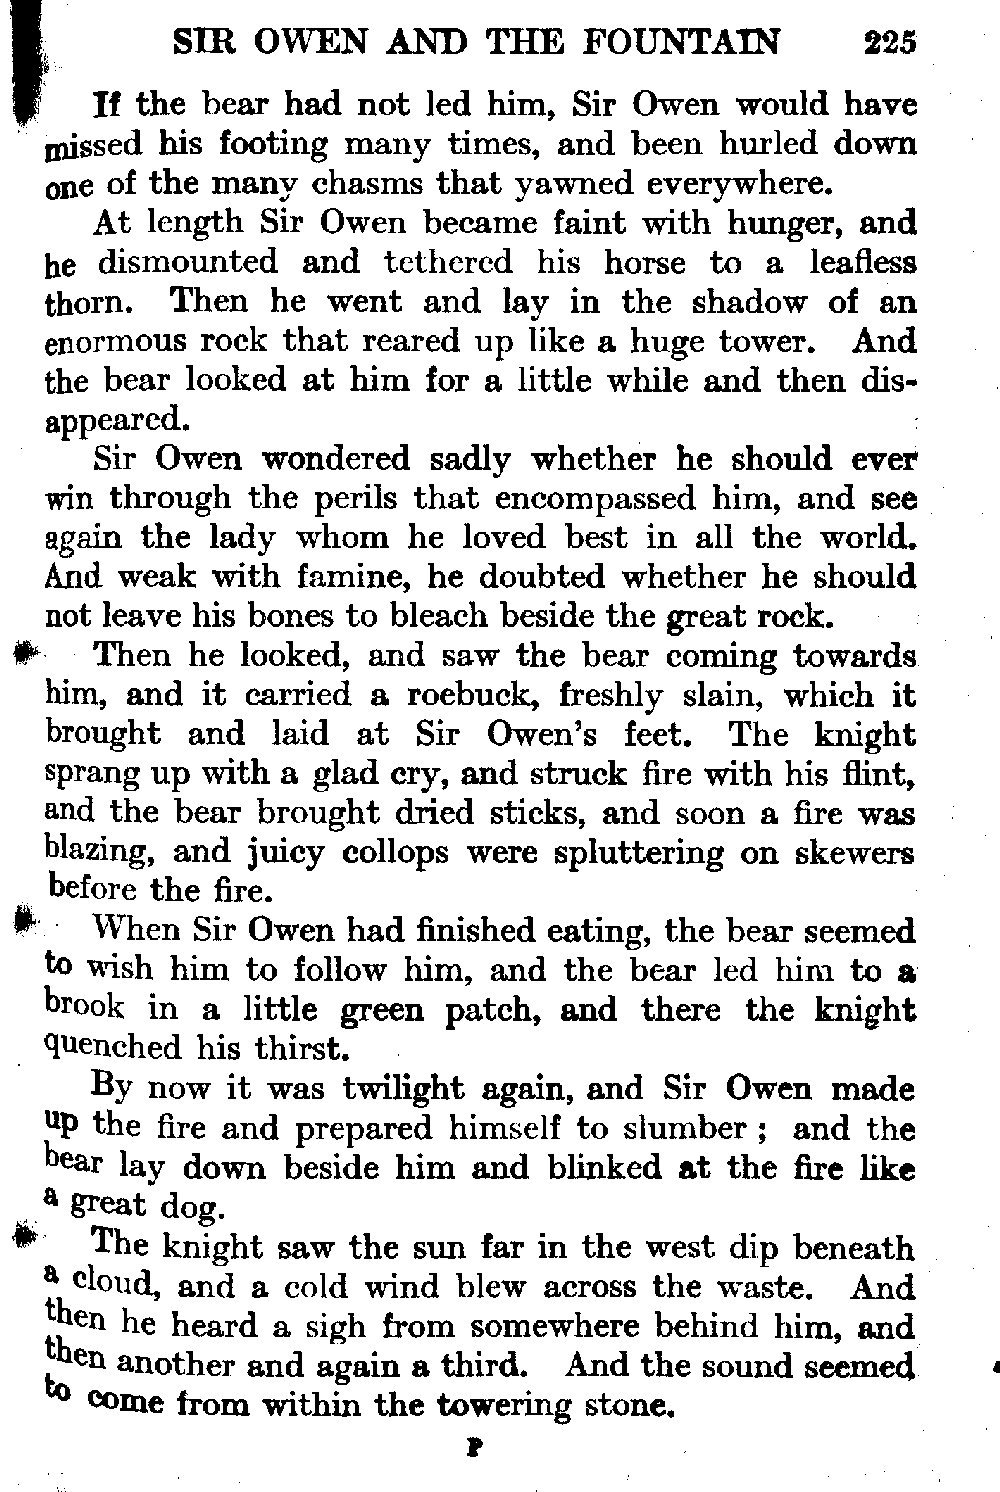 SIR OWEN AND THE FOUNTAIN 225
If the bear had not led him, Sir Owen would have
missed his footing many times, and been hurled down
one of the many chasms that yawned everywhere.
At length Sir Owen became faint with hunger, and
he dismounted and tethered his horse to a leafless
thorn. Then he went and lay in the shadow of an
enormous rock that reared up like a huge tower. And
the bear looked at him for a little while and then dis-
appeared.
Sir Owen wondered sadly whether he should ever
win through the perils that encompassed him, and see
again the lady whom he loved best in all the world.
And weak with famine, he doubted whether he should
not leave his bones to bleach beside the great rock.
Then he looked, and saw the bear coming towards
him, and it carried a roebuck, freshly slain, which it
brought and laid at Sir Owen's feet. The knight
sprang up with a glad cry, and struck fire with his flint,
and the bear brought dried sticks, and soon a fire was
blazing, and juicy collops were spluttering on skewers
before the fire.
When Sir Owen had finished eating, the bear seemed
to wish him to follow him, and the bear led him to a
brook in a little green patch, and there the knight
quenched his thirst.
By now it was twilight again, and Sir Owen made
up the fire and prepared himself to slumber ; and the
bear lay down beside him and blinked at the fire like
a great dog.
The knight saw the sun far in the west dip beneath
a cloud, and a cold wind blew across the waste. And
then he heard a sigh from somewhere behind him, and
then another and again a third. And the sound seemed
to come from within the towering stone.
P